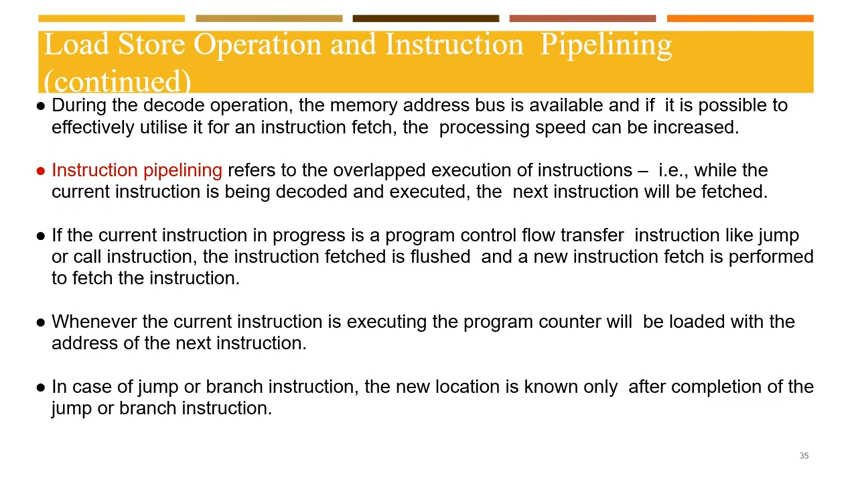 Load Store Operation and Instruction Pipelining
(continued)
● During the decode operation, the memory address bus is available and if it is possible to
effectively utilise it for an instruction fetch, the processing speed can be increased.
● Instruction pipelining refers to the overlapped execution of instructions – i.e., while the
current instruction is being decoded and executed, the next instruction will be fetched.
● If the current instruction in progress is a program control flow transfer instruction like jump
or call instruction, the instruction fetched is flushed and a new instruction fetch is performed
to fetch the instruction.
● Whenever the current instruction is executing the program counter will be loaded with the
address of the next instruction.
● In case of jump or branch instruction, the new location is known only after completion of the
jump or branch instruction.
35